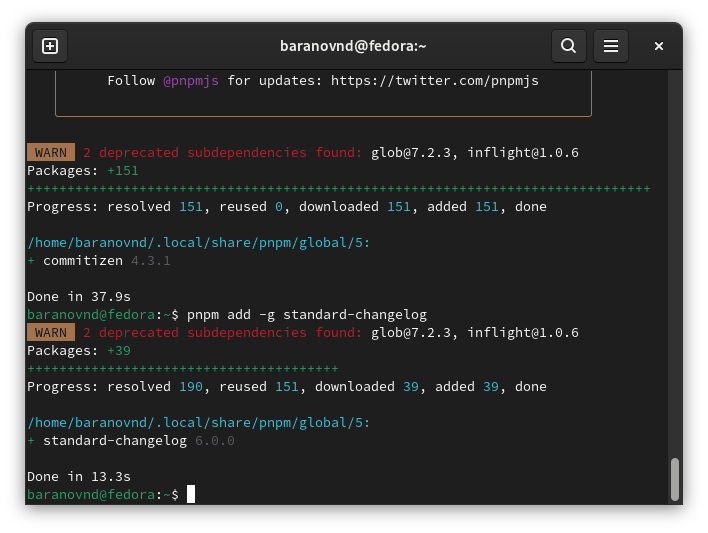 baranovnd@fedora:~
Follow @pnpmjs for updates: https://twitter.com/pnpmjs
WARN 2 deprecated subdependencies found: glob@7.2.3, inflight@1.0.6
Packages: +151
++++++++++++++++++++++++++++++++++++++++++++++++++++++++++++++++++++++++++++++
Progress: resolved 151, reused 0, downloaded 151, added 151, done
/home/baranovnd/.local/share/pnpm/global/5:
+ commitizen 4.3.1
Done in 37.9s
baranovnd@fedora:~$ pnpm add -g standard-changelog
WARN 2 deprecated subdependencies found: glob@7.2.3, inflight@1.0.6
Packages: +39
+++++++++++++++++++++++++++++++++++++++
Progress: resolved 190, reused 151, downloaded 39, added 39, done
/home/baranovnd/.local/share/pnpm/global/5:
+ standard-changelog 6.0.0
Done in 13.3s
baranovnd@fedora:~$